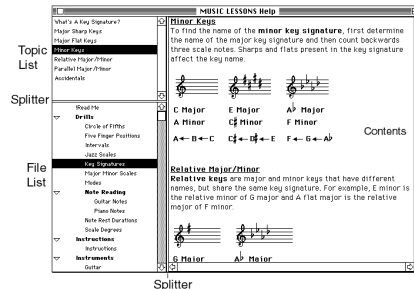 MUSIC LESSONS Help
Topic List
What's A Key Signature?
Major Sharp Keys
Major Flat Keys
Minor Keys
Relative Major/Minor
Parallel Major/Minor
Accidentals
Splitter
File List
!Read Me
Drills
Circle of Fifths
Five Finger Positions
Intervals
Jazz Scales
Key Signatures
Major Minor Scales
Modes
Note Reading
Guitar Notes
Piano Notes
Note Rest Durations
Scale Degrees
Instructions
Instructions
Instruments
Guitar
Minor Keys
To find the name of the minor key signature, first determine
the name of the major key signature and then count backwards
three scale notes. Sharps and flats present in the key signature
affect the key name.
C Major E Major A♭ Major
A Minor C♯ Minor F Minor
A←B←C C♯←D♯←E F←G←A♭
Contents
Relative Major/Minor
Relative keys are major and minor keys that have different
names, but share the same key signature. For example, E minor is
the relative minor of G major and A flat major is the relative
major of F minor.
G Major A♭ Major
Splitter